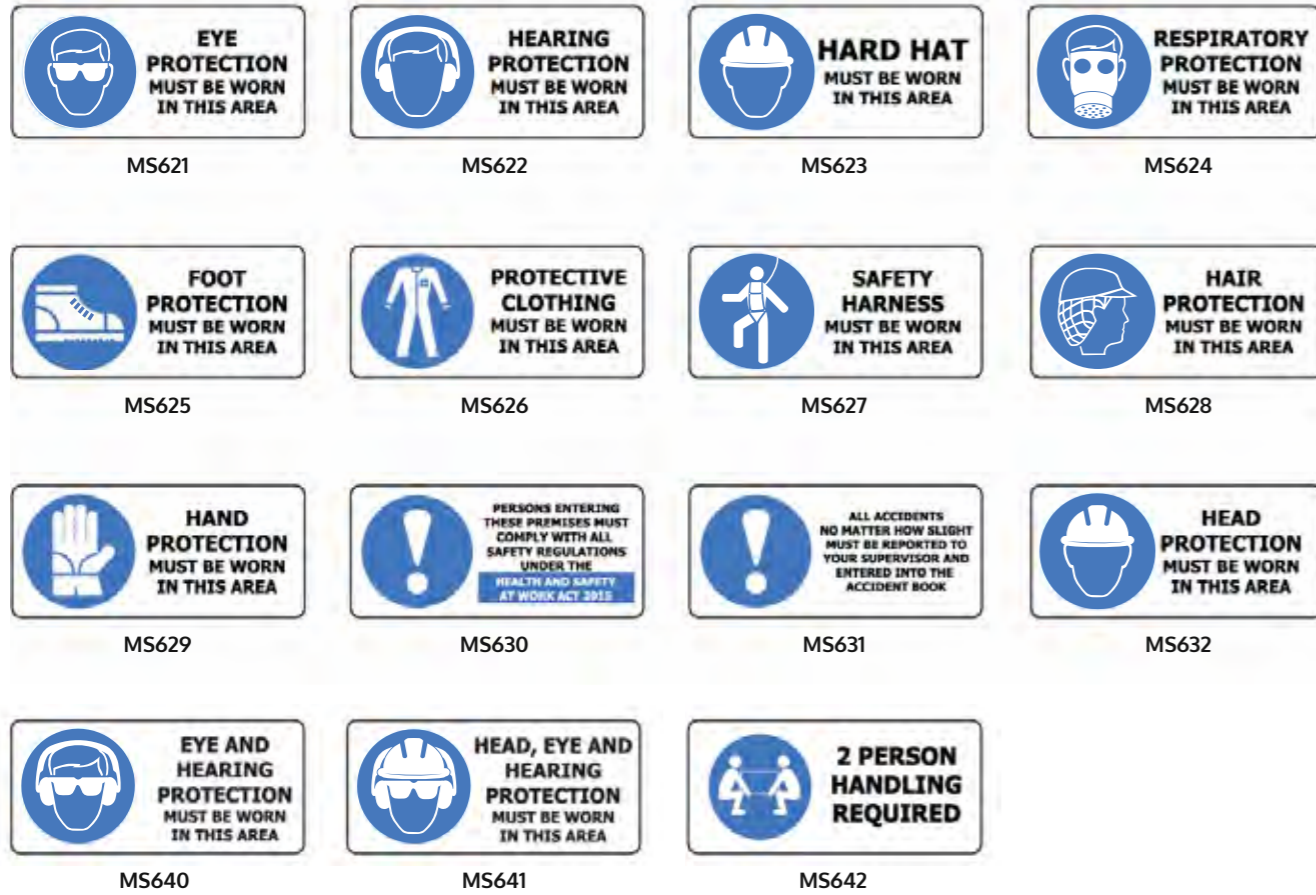 EYE
PROTECTION
MUST BE WORN
IN THIS AREA
MS621
HEARING
PROTECTION
MUST BE WORN
IN THIS AREA
MS622
HARD HAT
MUST BE WORN
IN THIS AREA
MS623
RESPIRATORY
PROTECTION
MUST BE WORN
IN THIS AREA
MS624
FOOT
PROTECTION
MUST BE WORN
IN THIS AREA
MS625
PROTECTIVE
CLOTHING
MUST BE WORN
IN THIS AREA
MS626
SAFETY
HARNESS
MUST BE WORN
IN THIS AREA
MS627
HAIR
PROTECTION
MUST BE WORN
IN THIS AREA
MS628
HAND
PROTECTION
MUST BE WORN
IN THIS AREA
MS629
PERSONS ENTERING
THESE PREMISES MUST
COMPLY WITH ALL
SAFETY REGULATIONS
UNDER THE
HEALTH AND SAFETY
AT WORK ACT 2015
MS630
ALL ACCIDENTS
NO MATTER HOW SLIGHT
MUST BE REPORTED TO
YOUR SUPERVISOR AND
ENTERED INTO THE
ACCIDENT BOOK
MS631
HEAD
PROTECTION
MUST BE WORN
IN THIS AREA
MS632
EYE AND
HEARING
PROTECTION
MUST BE WORN
IN THIS AREA
MS640
HEAD, EYE AND
HEARING
PROTECTION
MUST BE WORN
IN THIS AREA
MS641
2 PERSON
HANDLING
REQUIRED
MS642